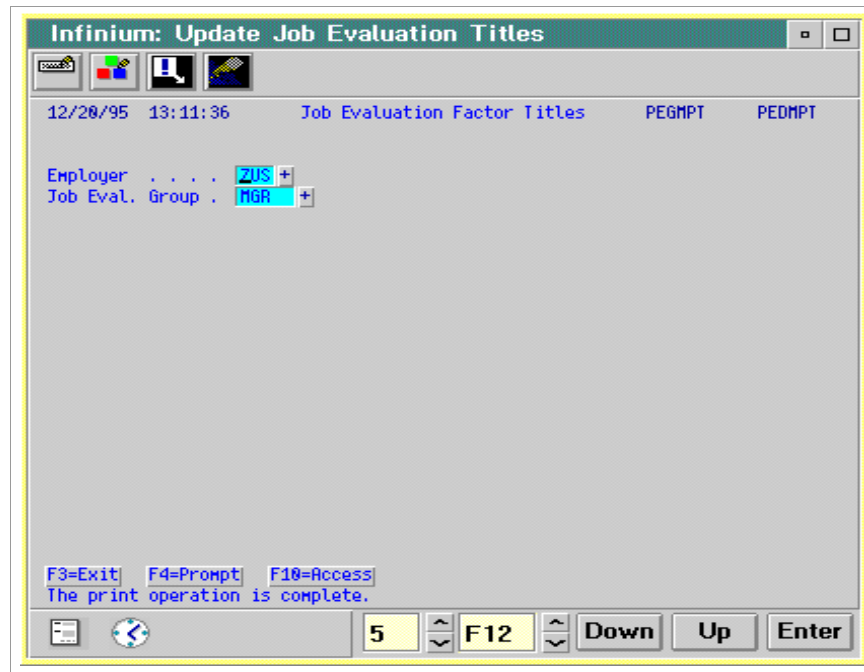 Infinium: Update Job Evaluation Titles
12/20/95 13:11:36 Job Evaluation Factor Titles PEGMPT PEDMPT
Employer . . . . ZUS +
Job Eval. Group . MGR +
F3=Exit F4=Prompt F10=Access
The print operation is complete.
5 F12 Down Up Enter